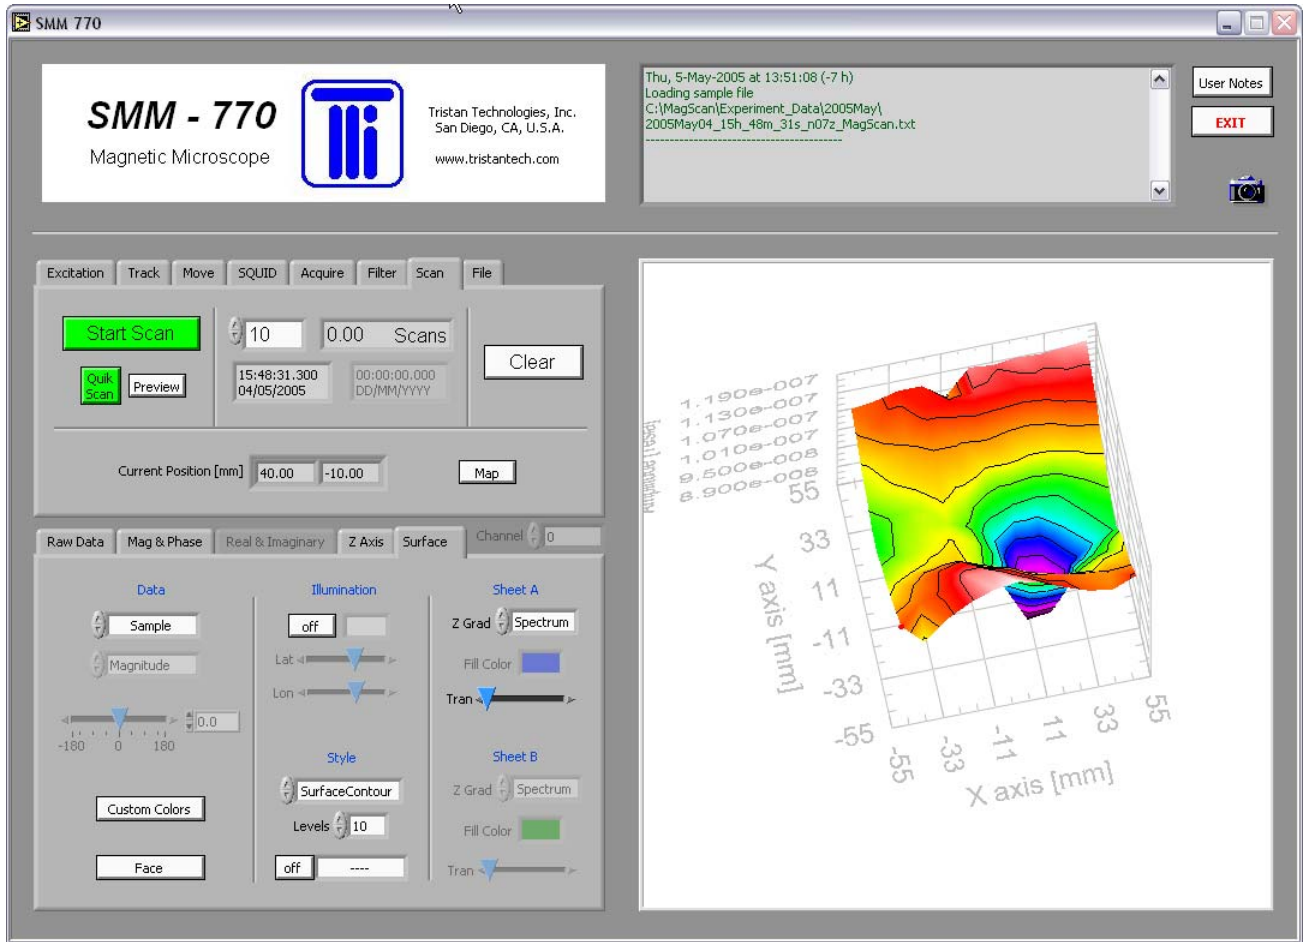 SMM 770
SMM - 770
Magnetic Microscope
Tristan Technologies, Inc.
San Diego, CA, U.S.A.
www.tristantech.com
Thu, 5-May-2005 at 13:51:08 (-7 h)
Loading sample file
C:\MagScan\Experiment_Data\2005May\
2005May04_15h_48m_31s_n07z_MagScan.txt
----------------------------------------
User Notes
EXIT
Excitation Track Move SQUID Acquire Filter Scan File
Start Scan
10
0.00 Scans
Clear
Quik
Scan
Preview
15:48:31.300
04/05/2005
00:00:00.000
DD/MM/YYYY
Current Position [mm] 40.00 -10.00
Map
Raw Data Mag & Phase Real & Imaginary Z Axis Surface Channel 0
Data
Sample
Magnitude
0.0
-180 0 180
Custom Colors
Face
Illumination
off
Lat
Lon
Style
SurfaceContour
Levels 10
off ----
Sheet A
Z Grad Spectrum
Fill Color
Tran
Sheet B
Z Grad Spectrum
Fill Color
Tran
1.190e-007
1.130e-007
1.070e-007
1.010e-007
9.500e-008
8.900e-008
55
33
11
-11
-33
-55
Y axis [mm]
-55
-33
-11
11
33
55
X axis [mm]